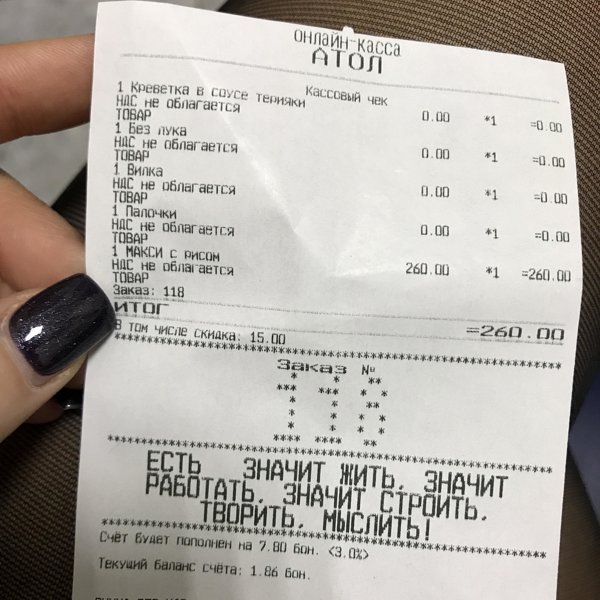 ОНЛАЙН-КАССА
АТОЛ
Кассовый чек
1 Креветка в соусе терияки
НДС не облагается 0.00 *1 =0.00
ТОВАР
1 Без лука
НДС не облагается 0.00 *1 =0.00
ТОВАР
1 Вилка
НДС не облагается 0.00 *1 =0.00
ТОВАР
1 Палочки
НДС не облагается 0.00 *1 =0.00
ТОВАР
1 МАКСИ с рисом
НДС не облагается 260.00 *1 =260.00
ТОВАР
Заказ: 118
ИТОГ =260.00
В том числе скидка: 15.00
Заказ №
118
ЕСТЬ ЗНАЧИТ ЖИТЬ, ЗНАЧИТ
РАБОТАТЬ, ЗНАЧИТ СТРОИТЬ,
ТВОРИТЬ, МЫСЛИТЬ!
Счёт будет пополнен на 7.80 бон. <3.0%>
Текущий баланс счёта: 1.86 бон.